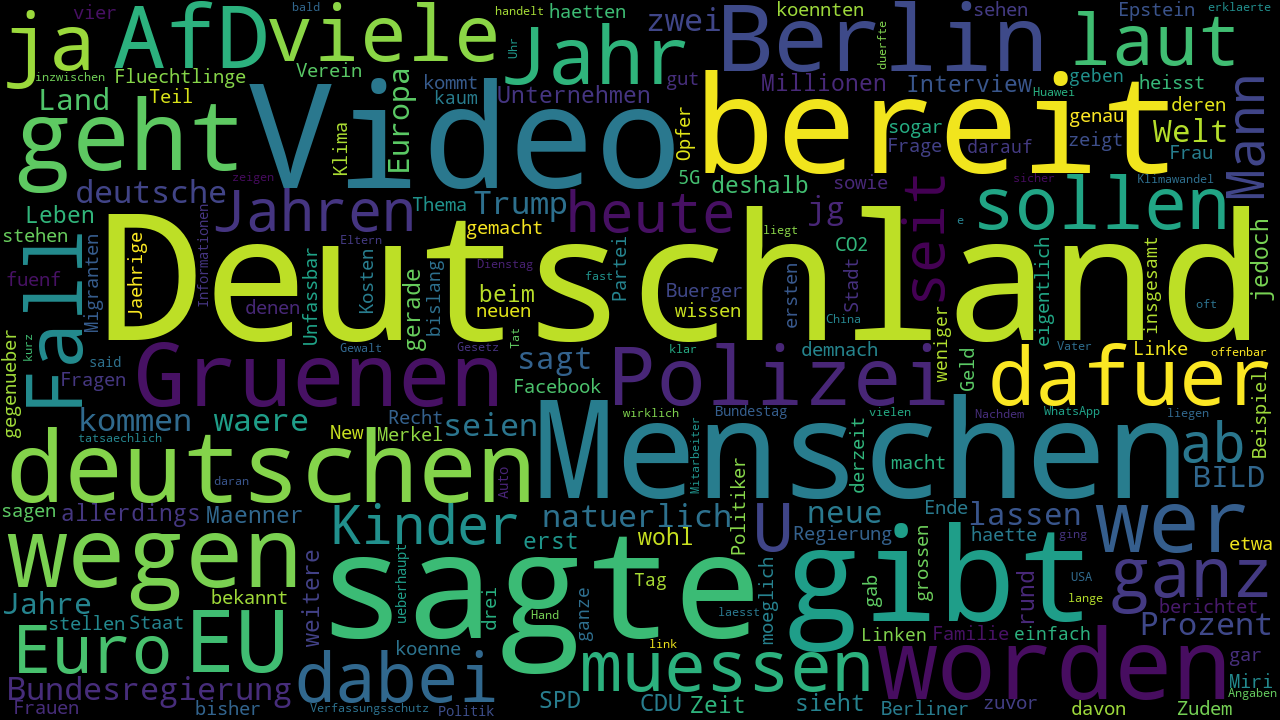 ja
vier
AfD
viele
bald
handelt
haetten
zwei
Berlin
koennten
sehen
Epstein
erklaerte
laut
inzwischen
Fluechtlinge
Verein
Uhr
Jahr
duerfte
Land
Teil
Europa
kommt
kaum
Unternehmen
gut
Millionen
Interview
geben
Huawei
heisst
deren
genau
geht
Klima
Video
Opfer
bereit
sogar
Frage
darauf
zeigt
Welt
Frau
Mann
deutsche
zeigen
5G
deshalb
sowie
seit
sicher
Klimawandel
Leben
stehen
Jahren
Thema
Trump
heute
jg
sollen
e
fuenf
Migranten
Jaehrige
Informationen
denen
Eltern
Unfassbar
Kosten
gerade
bislang
gemacht
Dienstag
beim
neuen
fast
Partei
liegt
Buerger
wissen
ersten
CO2
Stadt
China
eigentlich
insgesamt
oft
jedoch
Deutschland
Fall
gegenueber
kurz
said
Fragen
Gruenen
Gewalt
Gesetz
sagt
Tat
Facebook
klar
Polizei
demnach
weniger
Geld
Vater
Linke
offenbar
dafuer
Beispiel
kommen
tatsaechlich
waere
New
Recht
Merkel
seien
wirklich
Bundestag
vielen
Nachdem
WhatsApp
liegen
deutschen
daran
Auto
Menschen
Mitarbeiter
derzeit
macht
ab
BILD
sagen
allerdings
Maenner
Kinder
natuerlich
Politiker
U
neue
Regierung
Ende
lassen
haette
ging
wer
etwa
wegen
weitere
erst
wohl
Tag
moeglich
gab
grossen
gibt
rund
USA
lange
ganz
Jahre
bekannt
stellen
Staat
ueberhaupt
sagte
drei
Hand
ganze
laesst
link
Linken
Familie
einfach
berichtet
Prozent
Euro
EU
koenne
muessen
worden
gar
Miri
Angaben
Bundesregierung
dabei
Frauen
bisher
Verfassungsschutz
Politik
SPD
CDU
Zeit
sieht
Berliner
zuvor
davon
Zudem